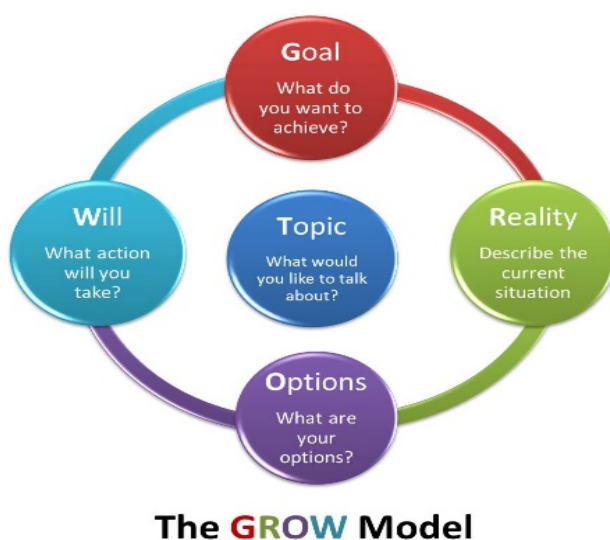 Goal
What do
you want to
achieve?
Will
What action
will you
take?
Topic
What would
you like to talk
about?
Reality
Describe the
current
situation
Options
What are
your
options?
The GROW Model